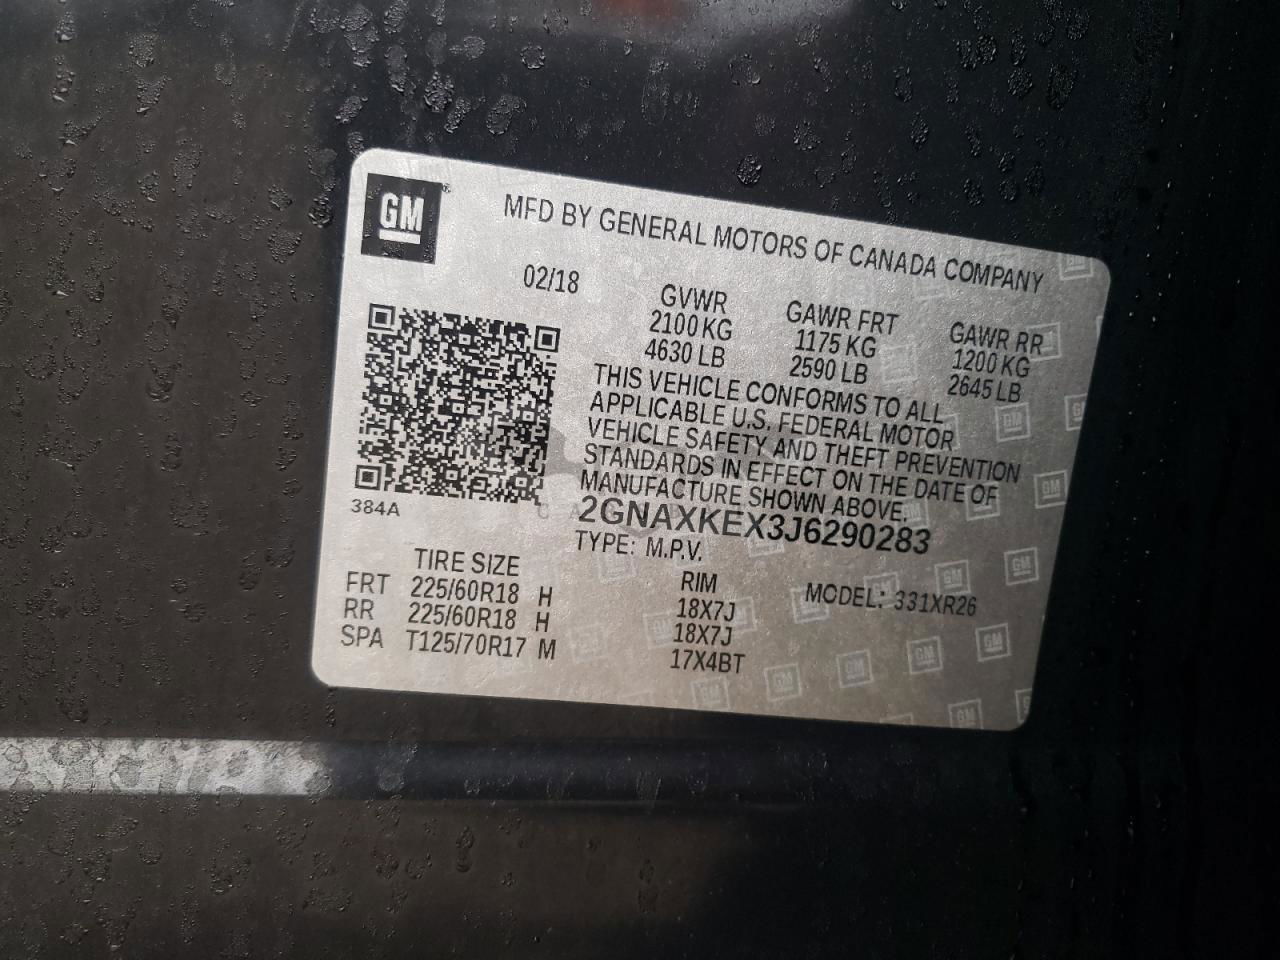 GM
MFD BY GENERAL MOTORS OF CANADA COMPANY
02/18
GVWR GAWR FRT GAWR RR
2100 KG 1175 KG 1200 KG
4630 LB 2590 LB 2645 LB
THIS VEHICLE CONFORMS TO ALL
APPLICABLE U.S. FEDERAL MOTOR
VEHICLE SAFETY AND THEFT PREVENTION
STANDARDS IN EFFECT ON THE DATE OF
MANUFACTURE SHOWN ABOVE.
384A
2GNAXKEX3J6290283
TYPE: M.P.V.
MODEL: 331XR26
TIRE SIZE RIM
FRT 225/60R18 H 18X7J
RR 225/60R18 H 18X7J
SPA T125/70R17 M 17X4BT